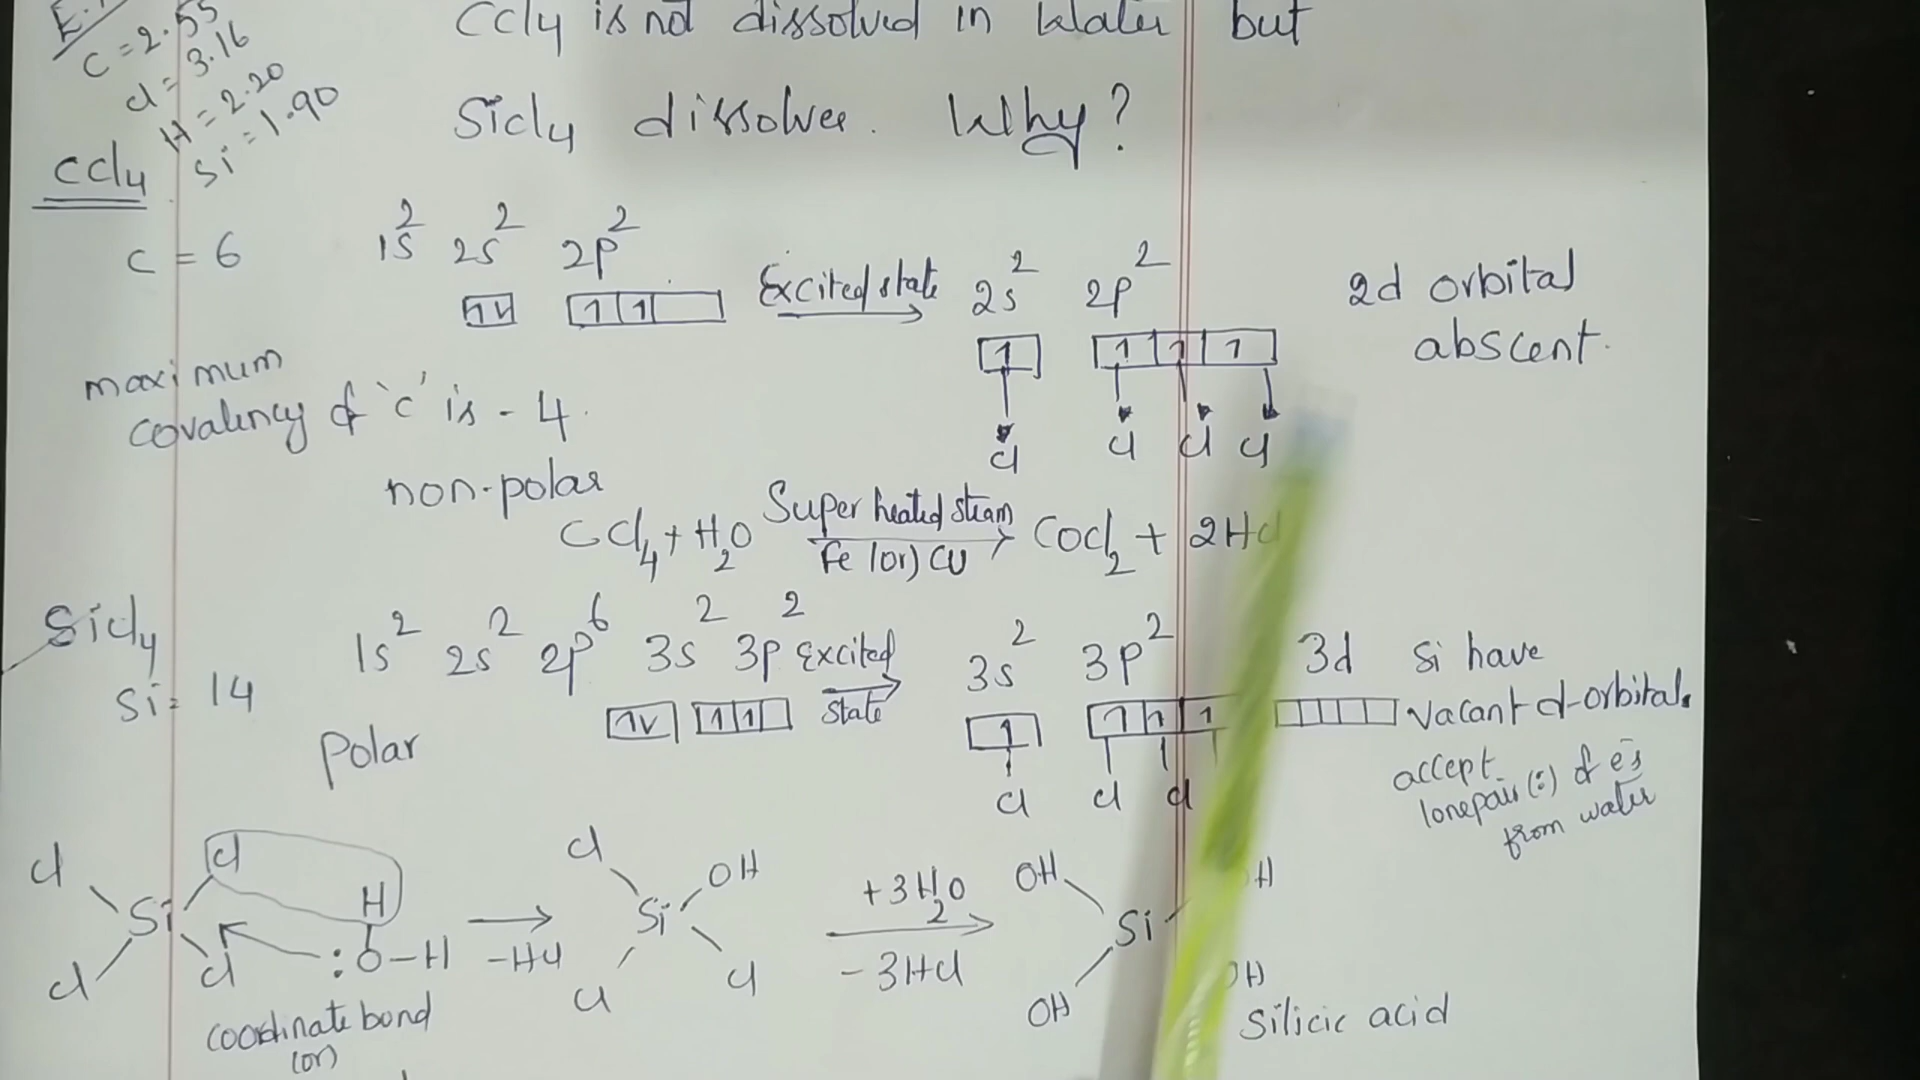 C = 2.55
Cl = 3.16
H = 2.20
Si = 1.90
CCl4 is not dissolved in Water but
SiCl4 dissolves. Why?
CCl4
C = 6 1s² 2s² 2p² Excited state 2s² 2p² 2d orbital
abscent.
maximum
covalency of 'C' is - 4.
Cl Cl Cl Cl
non-polar
CCl4 + H2O Super heated steam Fe (or) CU → COCl2 + 2HCl
SiCl4
Si = 14 1s² 2s² 2p⁶ 3s² 3p² Excited state 3s² 3p² 3d Si have
vacant d-orbitals
Polar
accept
lonepair (:) of e⁻s
from water
Cl Cl Cl
Cl Cl H Cl OH +3H2O OH H
Si Si Si
Cl Cl :O-H -HCl Cl Cl -3HCl OH OH
coordinate bond
(or)
Silicic acid